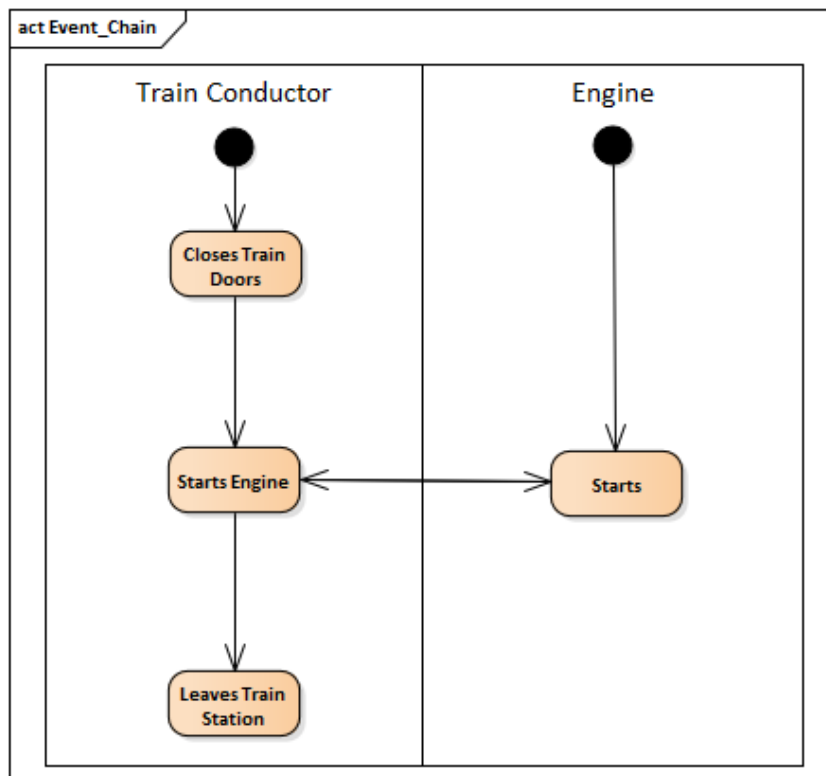 act Event_Chain
Train Conductor
Engine
Closes Train
Doors
Starts Engine
Starts
Leaves Train
Station